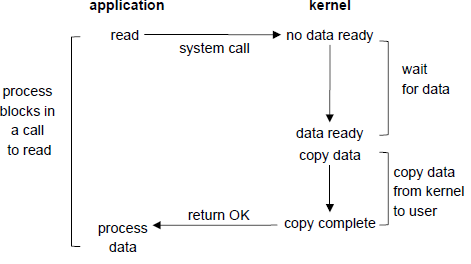 application
kernel
read
system call
no data ready
process
blocks in
a call
to read
wait
for data
data ready
copy data
copy data
from kernel
to user
return OK
copy complete
process
data